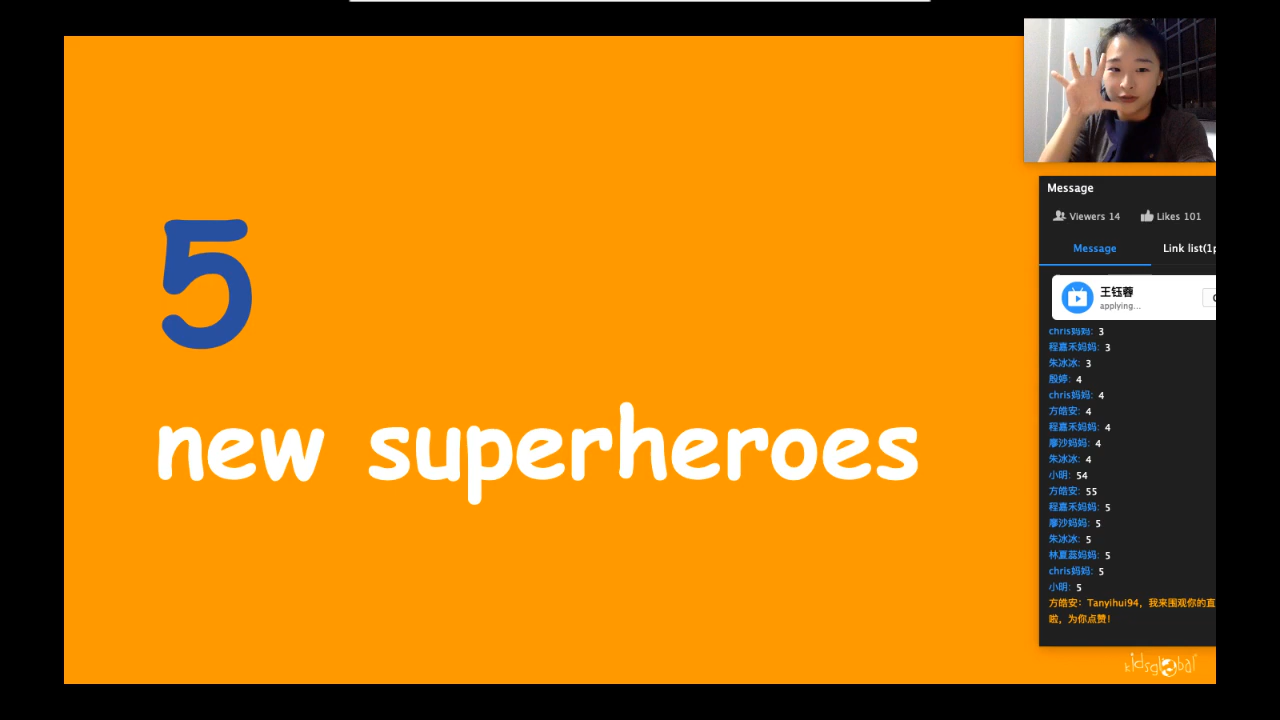 5
new superheroes
Message
Viewers 14 Likes 101
Message Link list(1p
王钰蓉
applying...
chris妈妈: 3
程嘉禾妈妈: 3
朱冰冰: 3
殷婷: 4
chris妈妈: 4
方皓安: 4
程嘉禾妈妈: 4
廖沙妈妈: 4
朱冰冰: 4
小明: 54
方皓安: 55
程嘉禾妈妈: 5
廖沙妈妈: 5
朱冰冰: 5
林夏蕊妈妈: 5
chris妈妈: 5
小明: 5
方皓安: Tanyihui94，我来围观你的直
啦，为你点赞！
kidsglobal